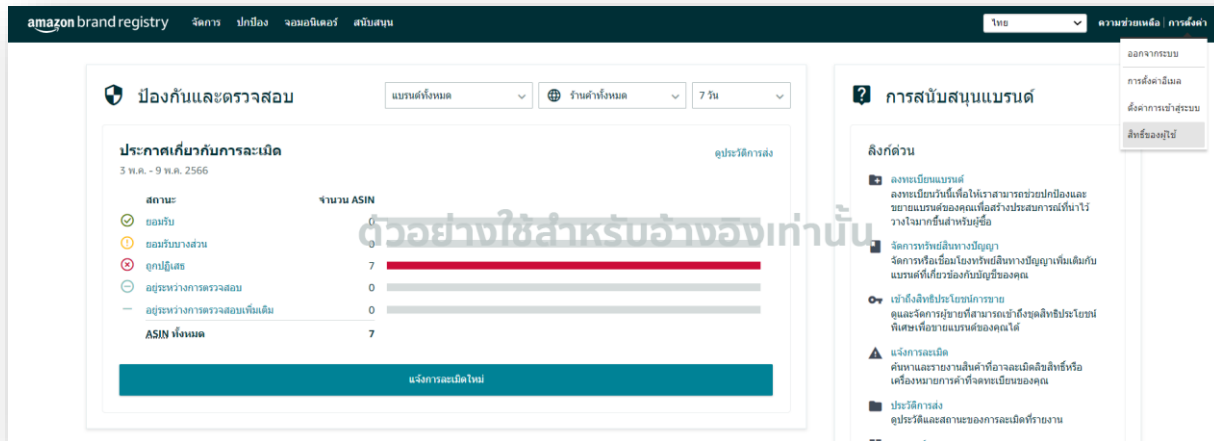 amazon brand registry จัดการ ปกป้อง จอมอนิเตอร์ สนับสนุน ไทย ความช่วยเหลือ | การตั้งค่า
ออกจากระบบ
การตั้งค่าอีเมล
ตั้งค่าการเข้าสู่ระบบ
สิทธิ์ของผู้ใช้
ป้องกันและตรวจสอบ แบรนด์ทั้งหมด ร้านค้าทั้งหมด 7 วัน
ประกาศเกี่ยวกับการละเมิด ดูประวัติการส่ง
3 พ.ค. - 9 พ.ค. 2566
สถานะ จำนวน ASIN
ยอมรับ 0
ยอมรับบางส่วน 0
ถูกปฏิเสธ 7
อยู่ระหว่างการตรวจสอบ 0
อยู่ระหว่างการตรวจสอบเพิ่มเติม 0
ASIN ทั้งหมด 7
ตัวอย่างใช้สำหรับอ้างอิงเท่านั้น
แจ้งการละเมิดใหม่
การสนับสนุนแบรนด์
ลิงก์ด่วน
ลงทะเบียนแบรนด์
ลงทะเบียนวันนี้เพื่อให้เราสามารถช่วยปกป้องและ
ขยายแบรนด์ของคุณเพื่อสร้างประสบการณ์ที่น่าไว้
วางใจมากขึ้นสำหรับผู้ซื้อ
จัดการทรัพย์สินทางปัญญา
จัดการหรือเชื่อมโยงทรัพย์สินทางปัญญาเพิ่มเติมกับ
แบรนด์ที่เกี่ยวข้องกับบัญชีของคุณ
เข้าถึงสิทธิประโยชน์การขาย
ดูและจัดการผู้ขายที่สามารถเข้าถึงชุดสิทธิประโยชน์
พิเศษเพื่อขายแบรนด์ของคุณได้
แจ้งการละเมิด
ค้นหาและรายงานสินค้าที่อาจละเมิดลิขสิทธิ์หรือ
เครื่องหมายการค้าที่จดทะเบียนของคุณ
ประวัติการส่ง
ดูประวัติและสถานะของการละเมิดที่รายงาน